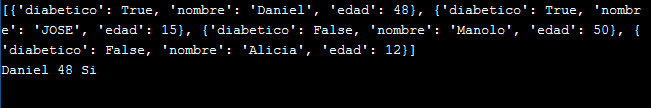 [{'diabetico': True, 'nombre': 'Daniel', 'edad': 48}, {'diabetico': True, 'nombr
e': 'JOSE', 'edad': 15}, {'diabetico': False, 'nombre': 'Manolo', 'edad': 50}, {
'diabetico': False, 'nombre': 'Alicia', 'edad': 12}]
Daniel 48 Si